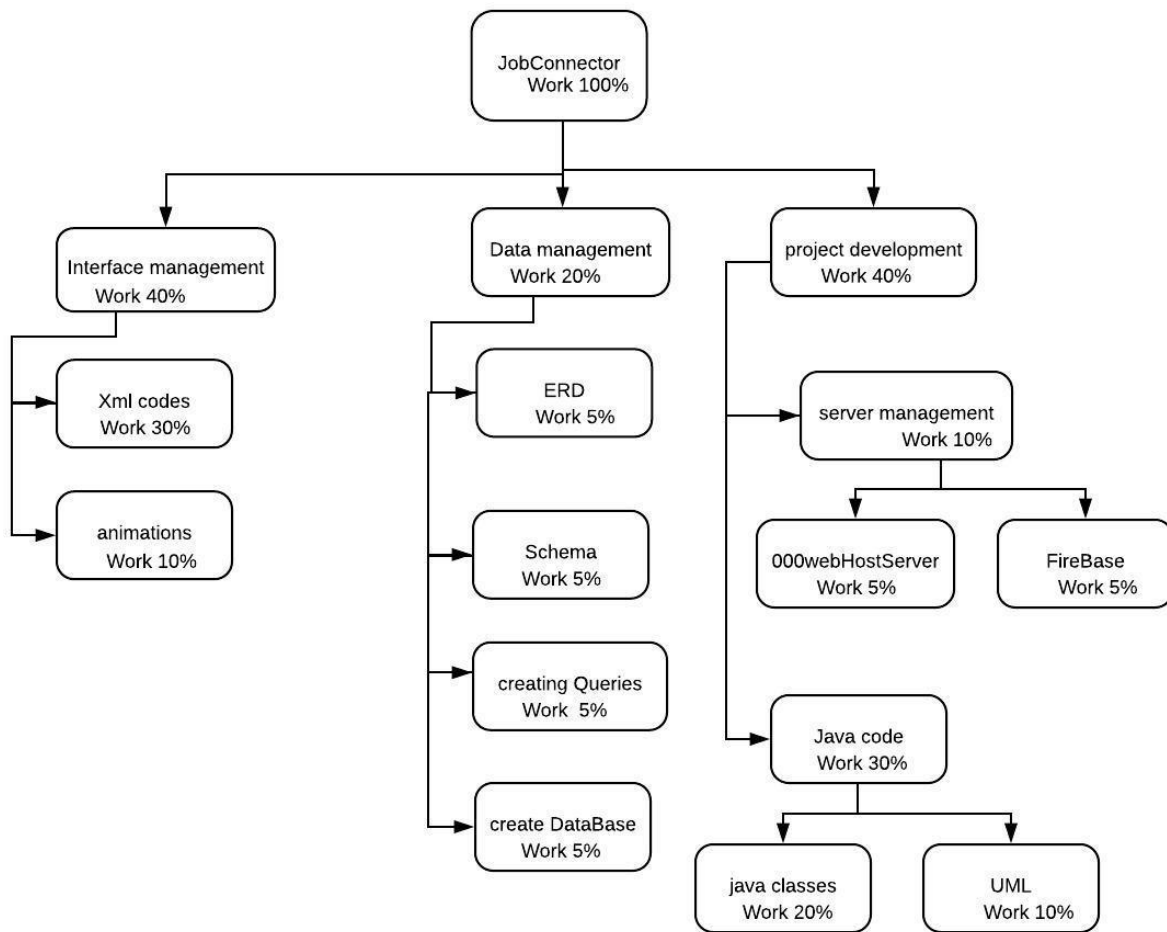 JobConnector
Work 100%
Interface management
Work 40%
Data management
Work 20%
project development
Work 40%
Xml codes
Work 30%
animations
Work 10%
ERD
Work 5%
Schema
Work 5%
creating Queries
Work 5%
create DataBase
Work 5%
server management
Work 10%
000webHostServer
Work 5%
FireBase
Work 5%
Java code
Work 30%
java classes
Work 20%
UML
Work 10%